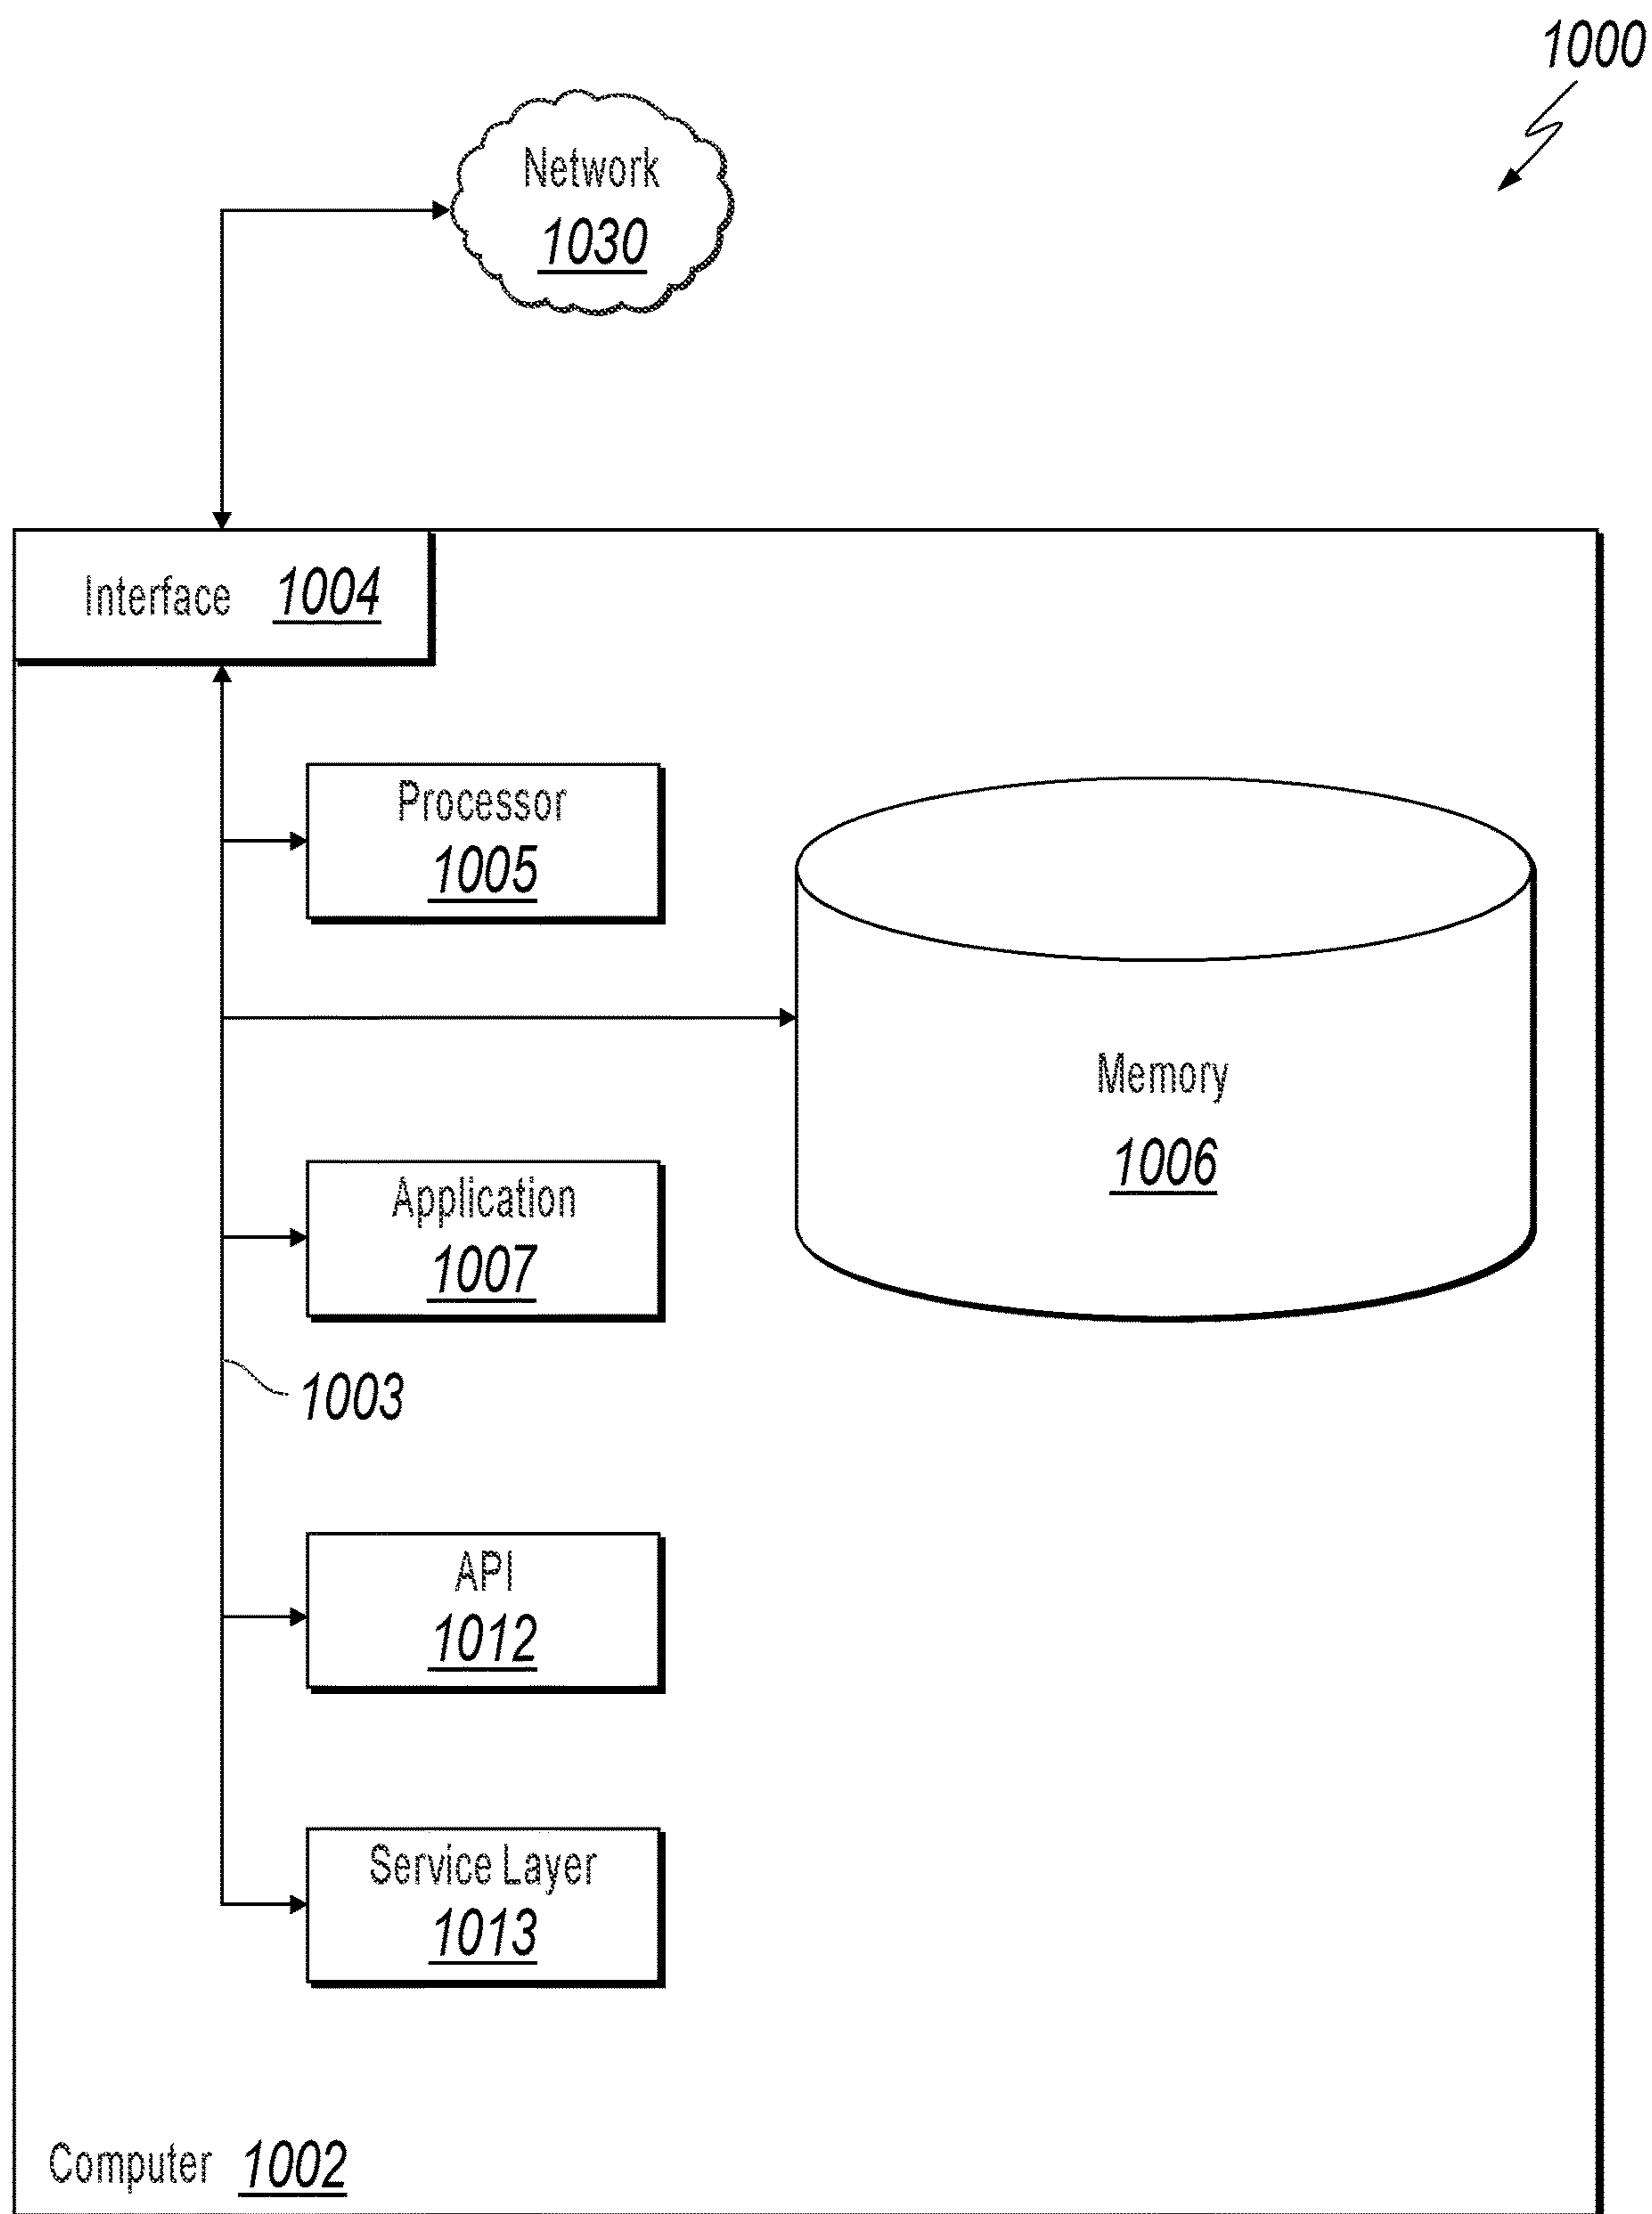 1000
Network
1030
Interface 1004
Processor
1005
Memory
1006
Application
1007
1003
API
1012
Service Layer
1013
Computer 1002